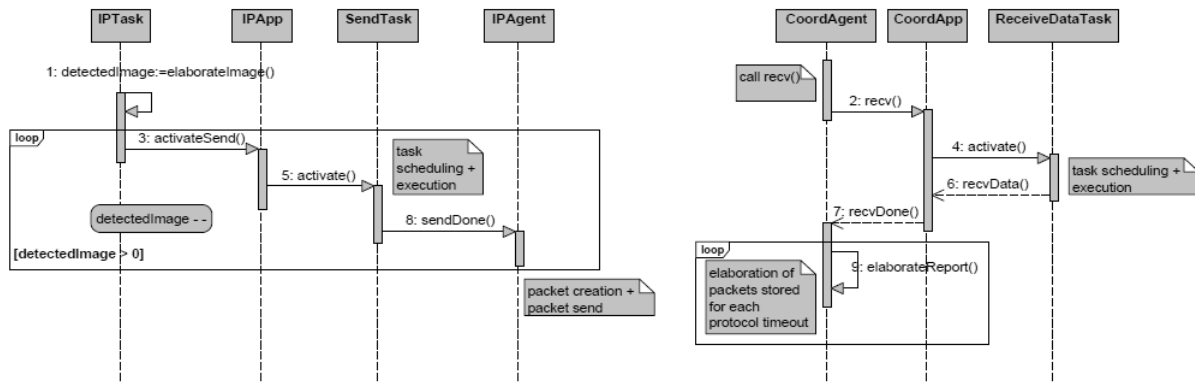 IPTask
IPApp
SendTask
IPAgent
1: detectedImage:=elaborateImage()
loop
3: activateSend()
task
scheduling +
execution
5: activate()
detectedImage - -
8: sendDone()
[detectedImage > 0]
packet creation +
packet send
CoordAgent
CoordApp
ReceiveDataTask
call recv()
2: recv()
4: activate()
task scheduling +
execution
6: recvData()
7: recvDone()
loop
9: elaborateReport()
elaboration of
packets stored
for each
protocol timeout